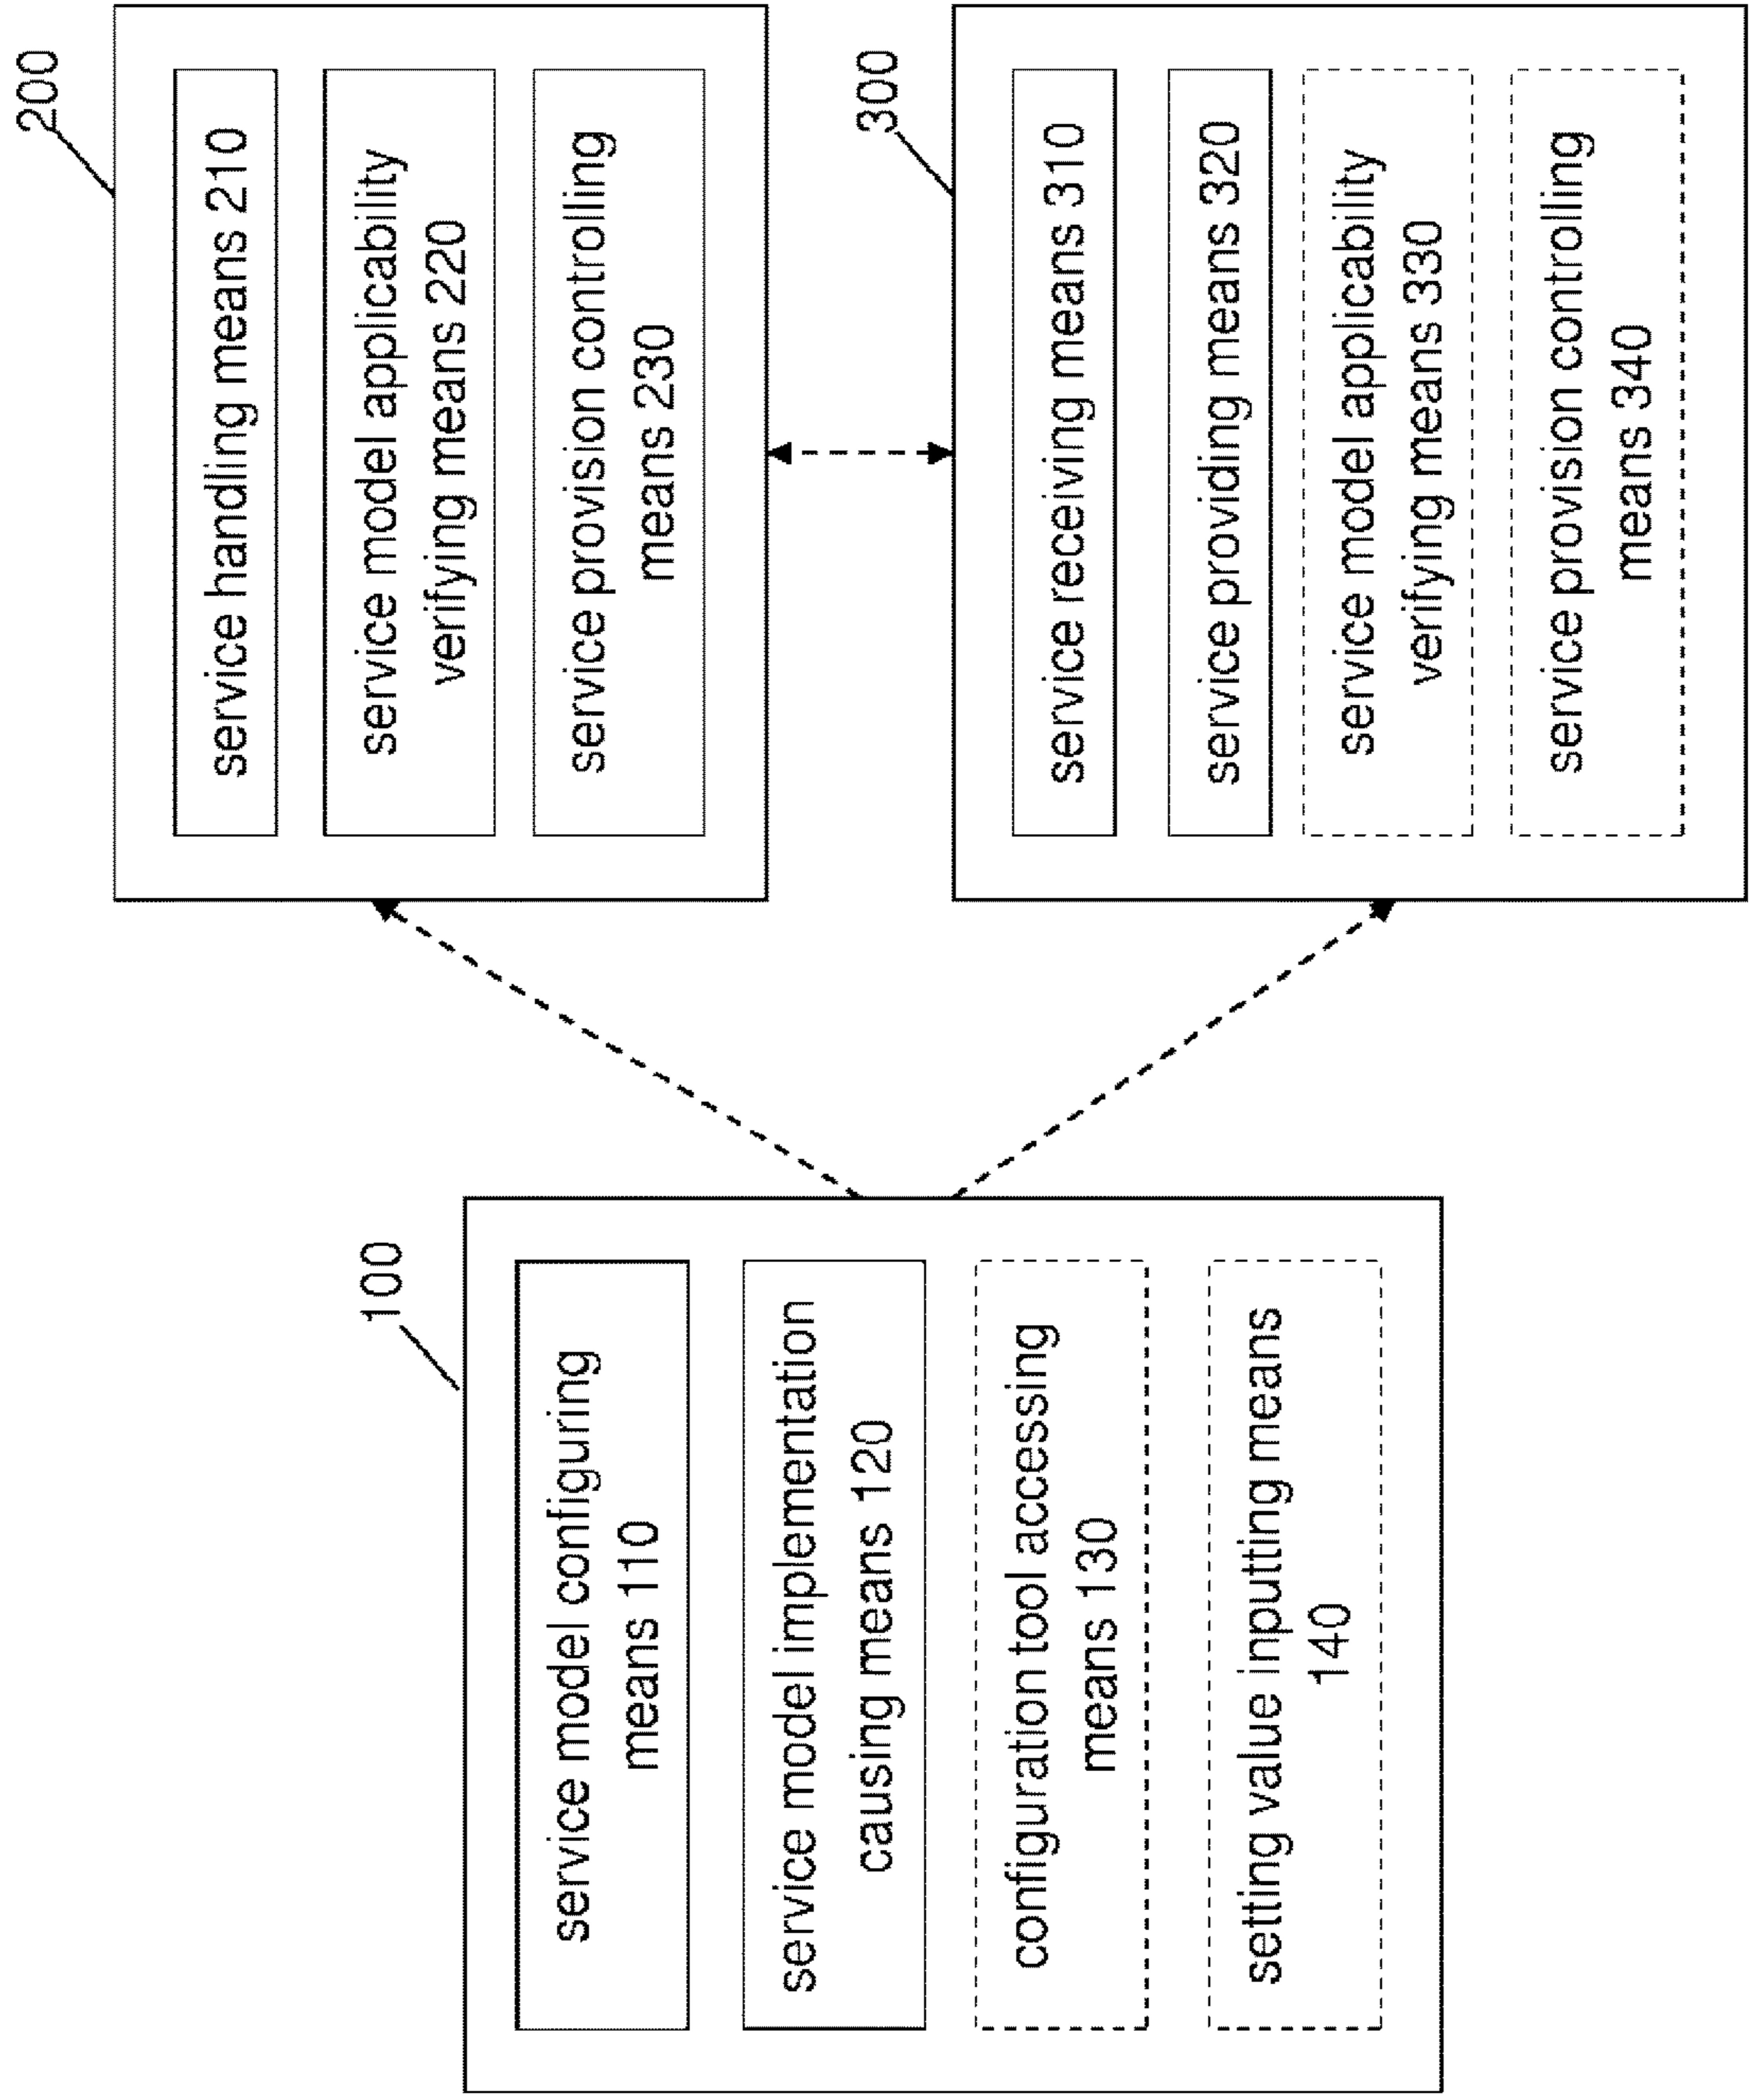 100
service model configuring
means 110
service model implementation
causing means 120
configuration tool accessing
means 130
setting value inputting means
140
200
service handling means 210
service model applicability
verifying means 220
service provision controlling
means 230
300
service receiving means 310
service providing means 320
service model applicability
verifying means 330
service provision controlling
means 340